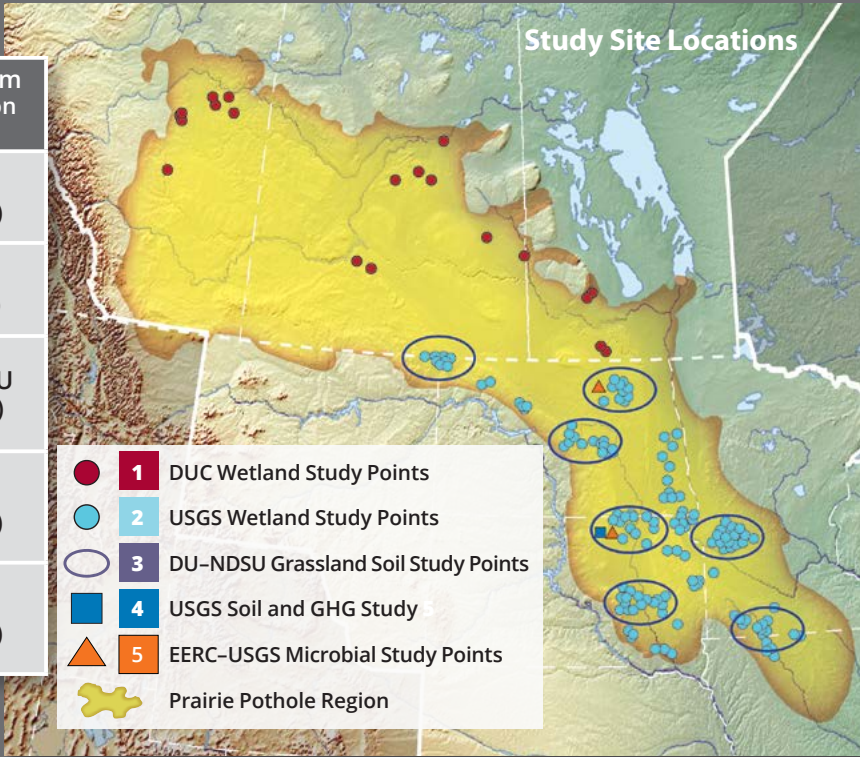 Study Site Locations
m
n
)
U
)
)
)
1 DUC Wetland Study Points
2 USGS Wetland Study Points
3 DU–NDSU Grassland Soil Study Points
4 USGS Soil and GHG Study 5
5 EERC–USGS Microbial Study Points
Prairie Pothole Region